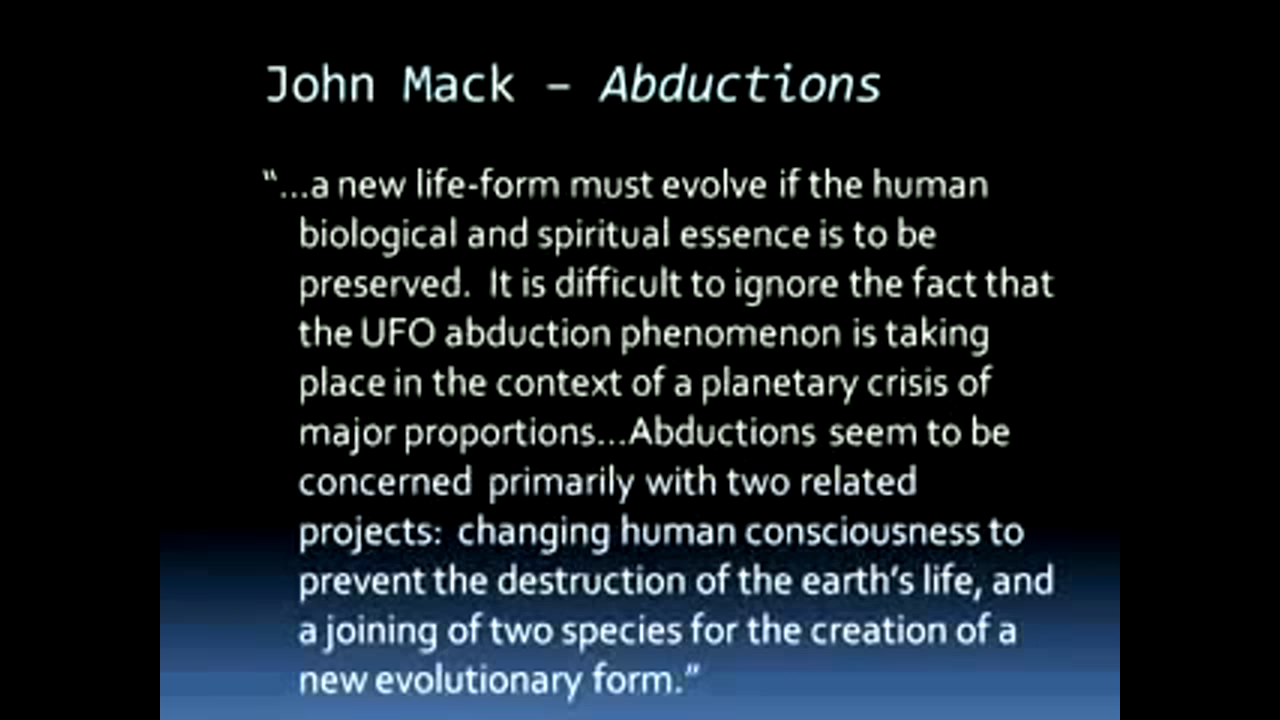 John Mack – Abductions
“…a new life-form must evolve if the human
biological and spiritual essence is to be
preserved.  It is difficult to ignore the fact that
the UFO abduction phenomenon is taking
place in the context of a planetary crisis of
major proportions…Abductions seem to be
concerned  primarily with two related
projects:  changing human consciousness to
prevent the destruction of the earth’s life, and
a joining of two species for the creation of a
new evolutionary form.”